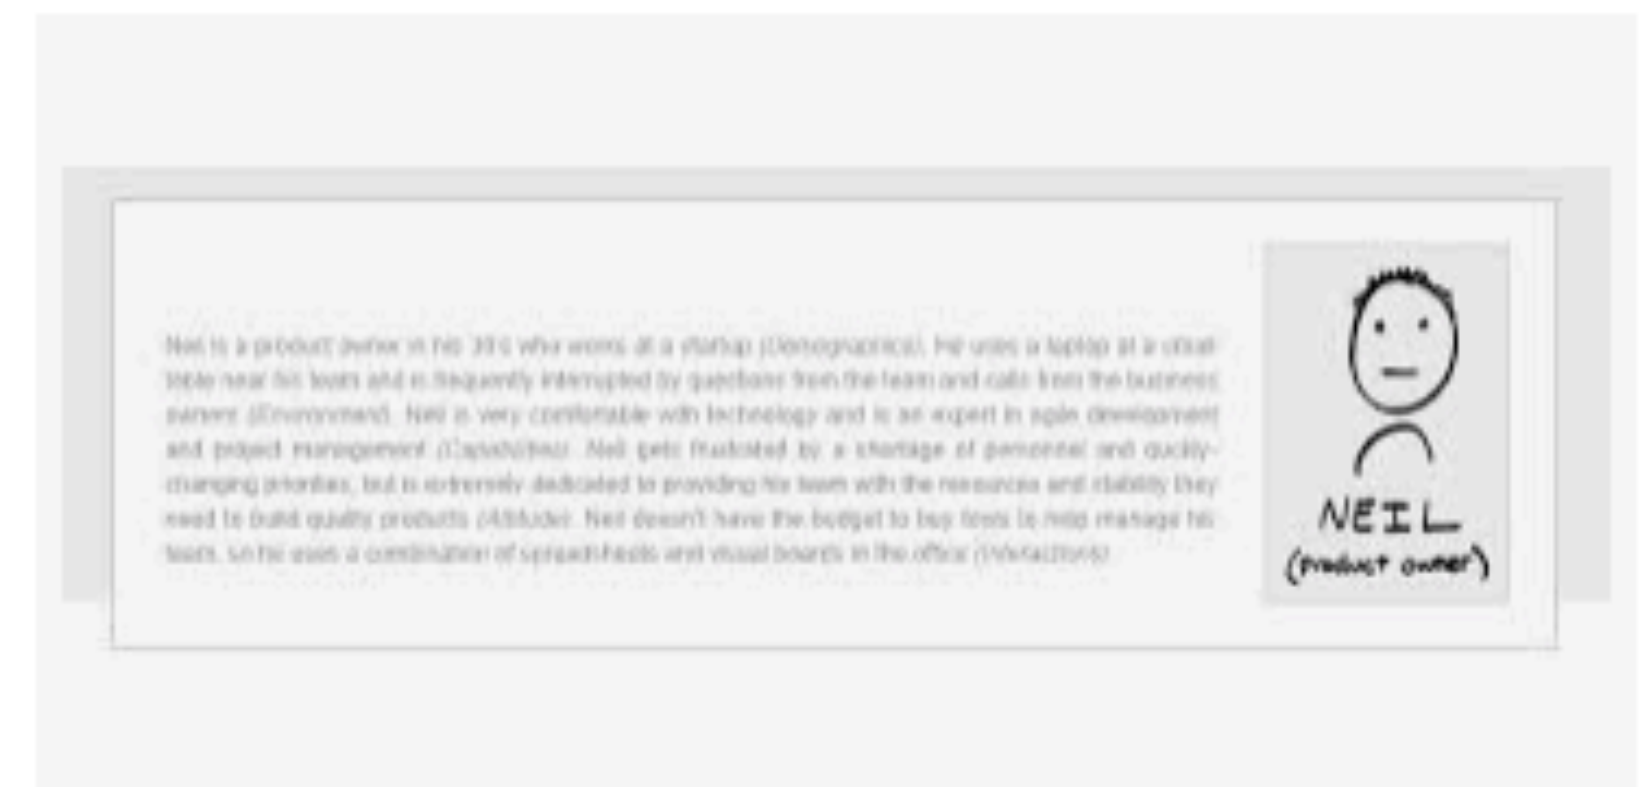 Neil is a product owner in his 30's who works at a startup (Demographics). He uses a laptop at a small
table near his team and is frequently interrupted by questions from the team and calls from the business
owners (Environment). Neil is very comfortable with technology and is an expert in agile development
and project management (Capabilities). Neil gets frustrated by a shortage of personnel and quickly-
changing priorities, but is extremely dedicated to providing his team with the resources and stability they
need to build quality products (Attitude). Neil doesn't have the budget to buy tools to help manage his
team, so he uses a combination of spreadsheets and visual boards in the office (Interactions).
NEIL
(product owner)